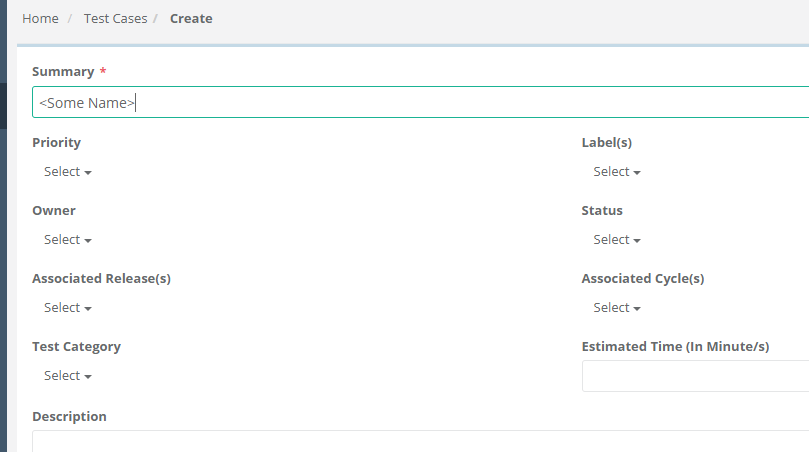 Home / Test Cases / Create
Summary *
<Some Name>
Priority Label(s)
Select Select
Owner Status
Select Select
Associated Release(s) Associated Cycle(s)
Select Select
Test Category Estimated Time (In Minute/s)
Select
Description